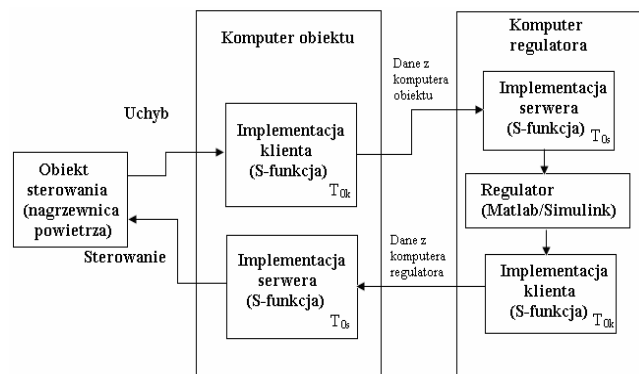 Komputer obiektu
Komputer
regulatora
Dane z
komputera
obiektu
Uchyb
Implementacja
klienta
(S-funkcja)
T0k
Implementacja
serwera
(S-funkcja)
T0s
Obiekt
sterowania
(nagrzewnica
powietrza)
Regulator
(Matlab/Simulink)
Sterowanie
Implementacja
serwera
(S-funkcja)
T0s
Dane z
komputera
regulatora
Implementacja
klienta
(S-funkcja)
T0k